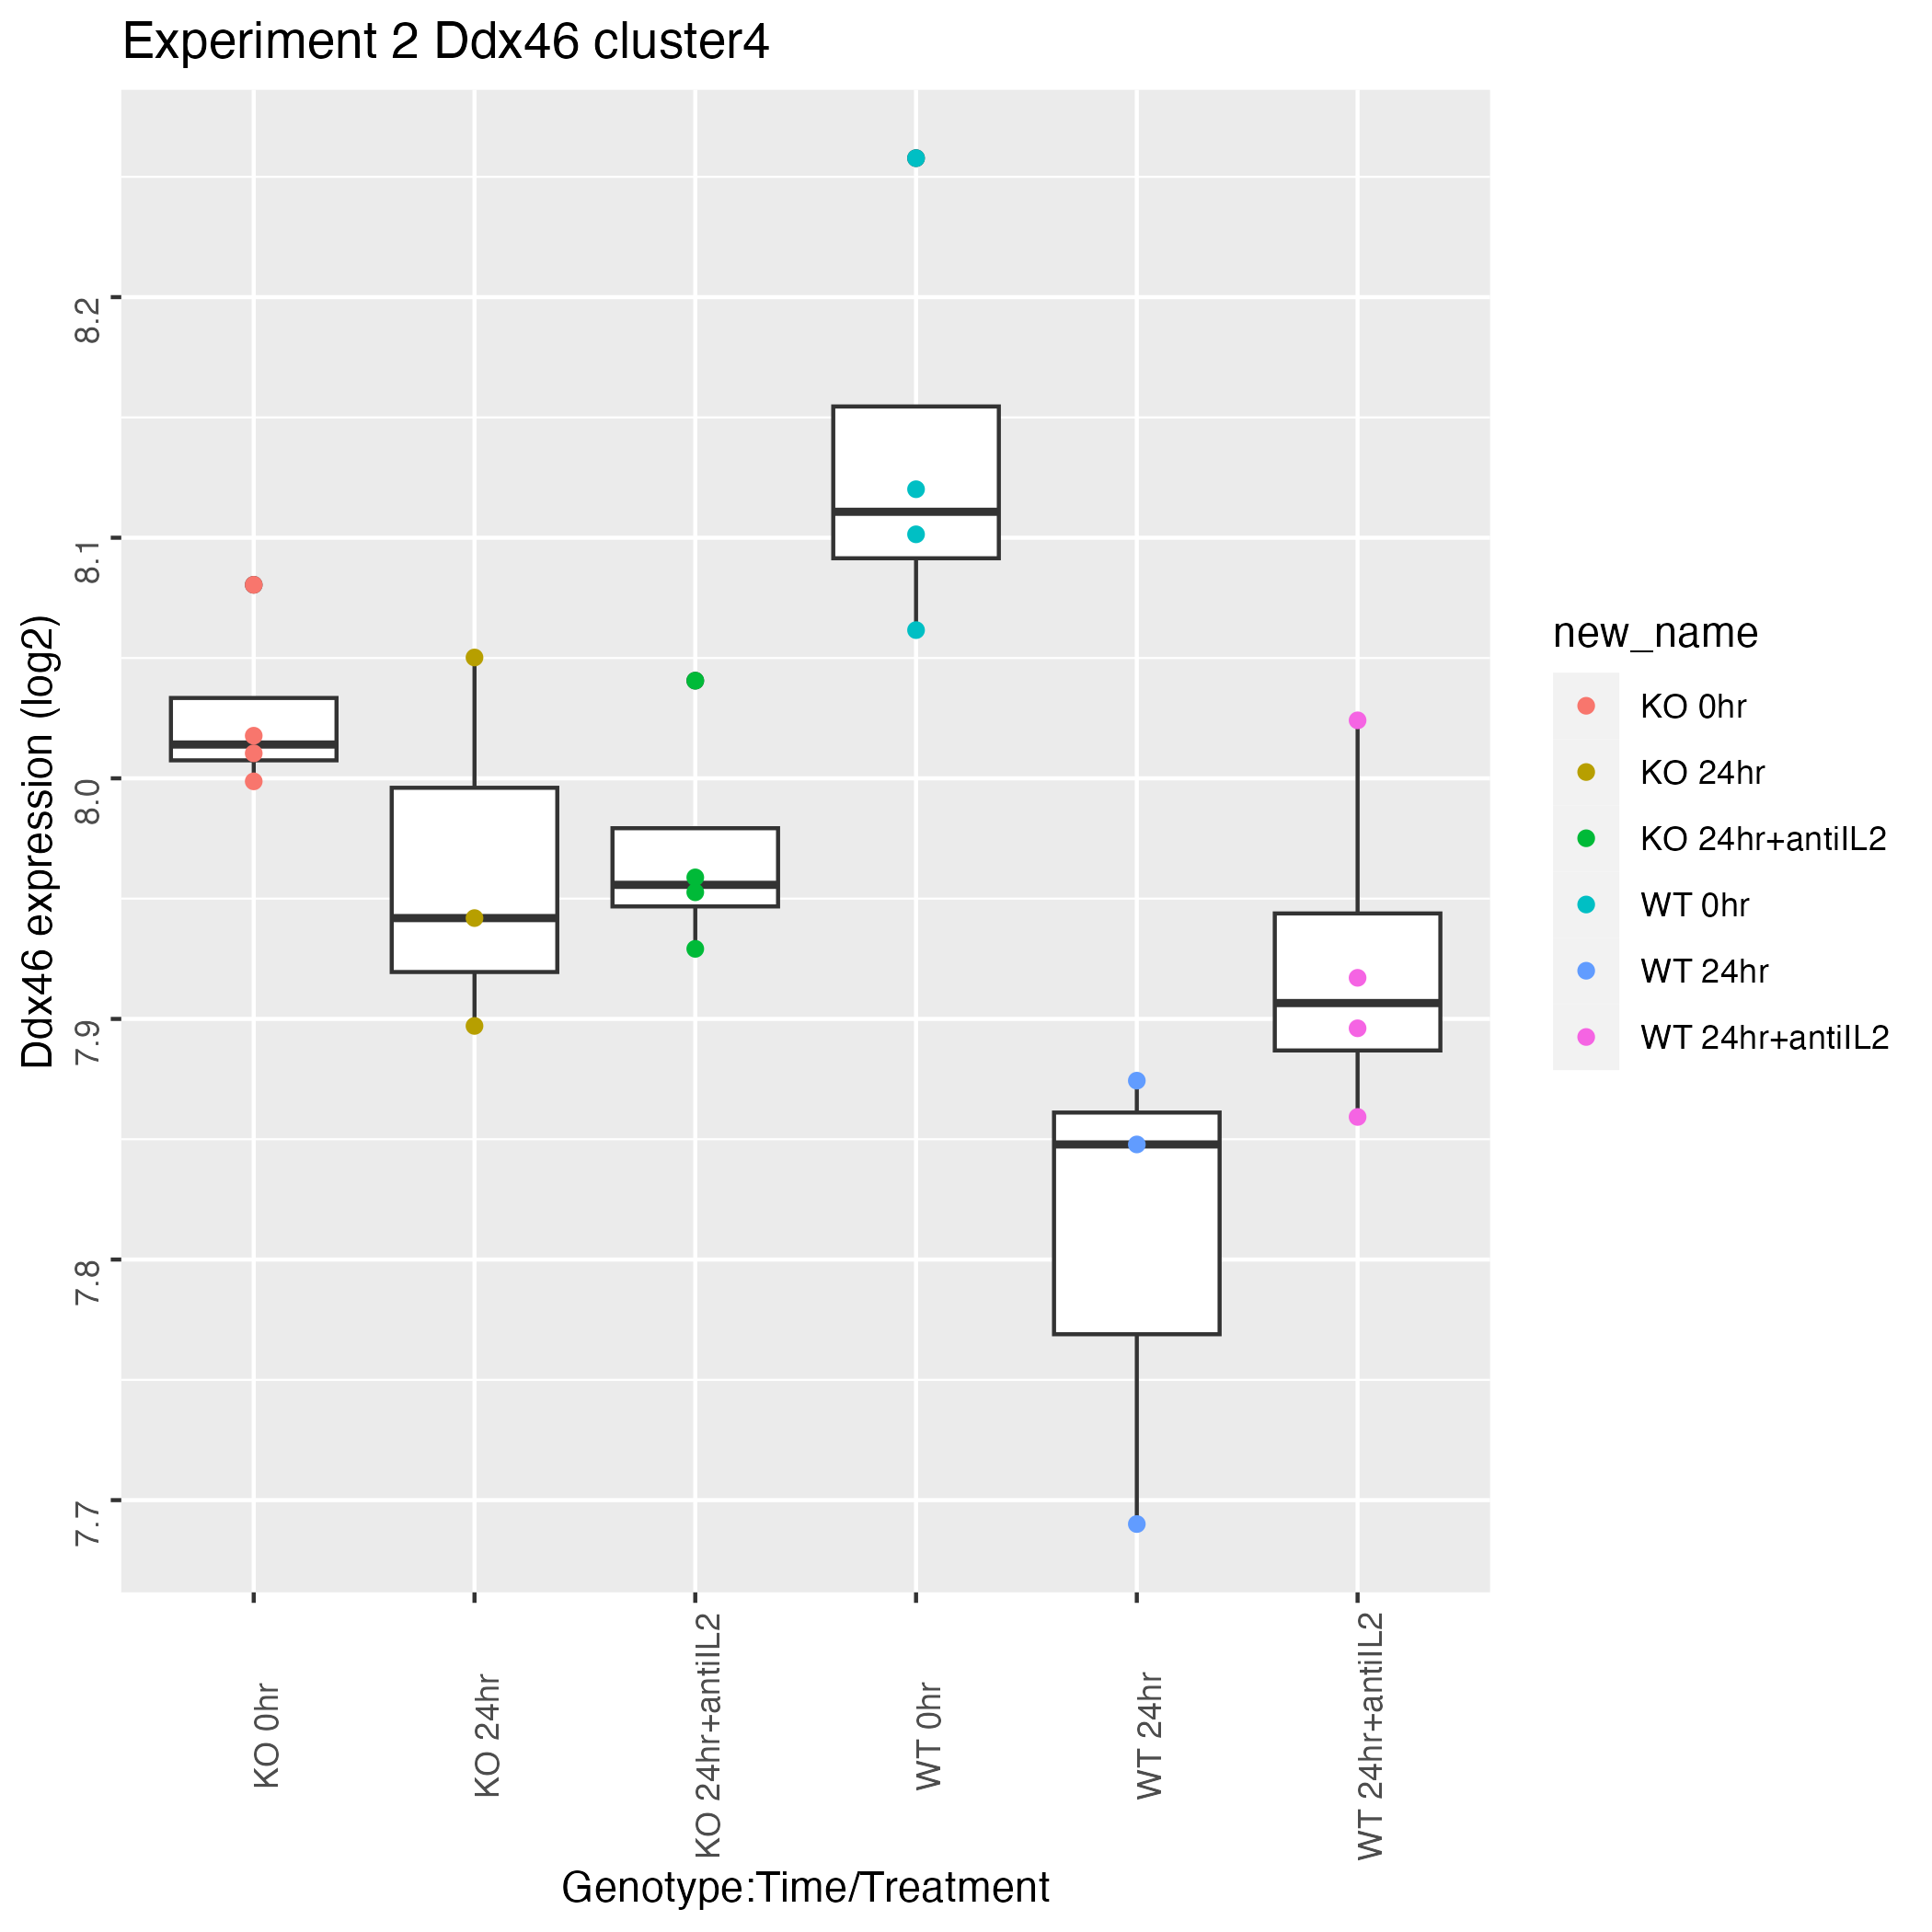 Experiment 2 Ddx46 cluster4
Ddx46 expression (log2)
8.2
8.1
8.0
7.9
7.8
7.7
KO 0hr
KO 24hr
KO 24hr+antiIL2
WT 0hr
WT 24hr
WT 24hr+antiIL2
Genotype:Time/Treatment
new_name
KO 0hr
KO 24hr
KO 24hr+antiIL2
WT 0hr
WT 24hr
WT 24hr+antiIL2